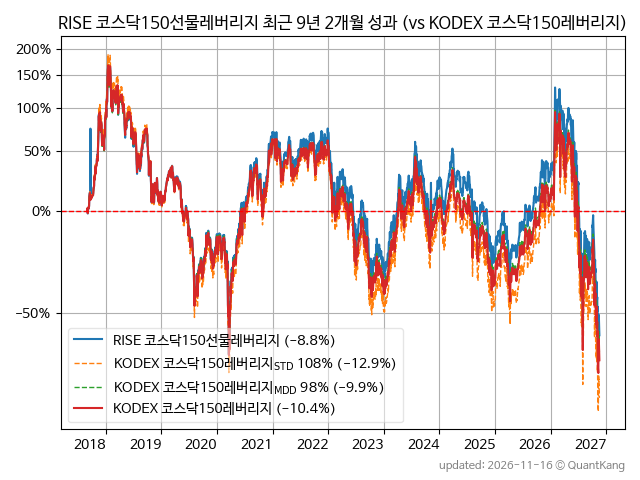 RISE 코스닥150선물레버리지 최근 9년 2개월 성과 (vs KODEX 코스닥150레버리지)
200%
150%
100%
50%
0%
−50%
RISE 코스닥150선물레버리지 (−8.8%)
KODEX 코스닥150레버리지STD 108% (−12.9%)
KODEX 코스닥150레버리지MDD 98% (−9.9%)
KODEX 코스닥150레버리지 (−10.4%)
2018 2019 2020 2021 2022 2023 2024 2025 2026 2027
updated: 2026-11-16 © QuantKang